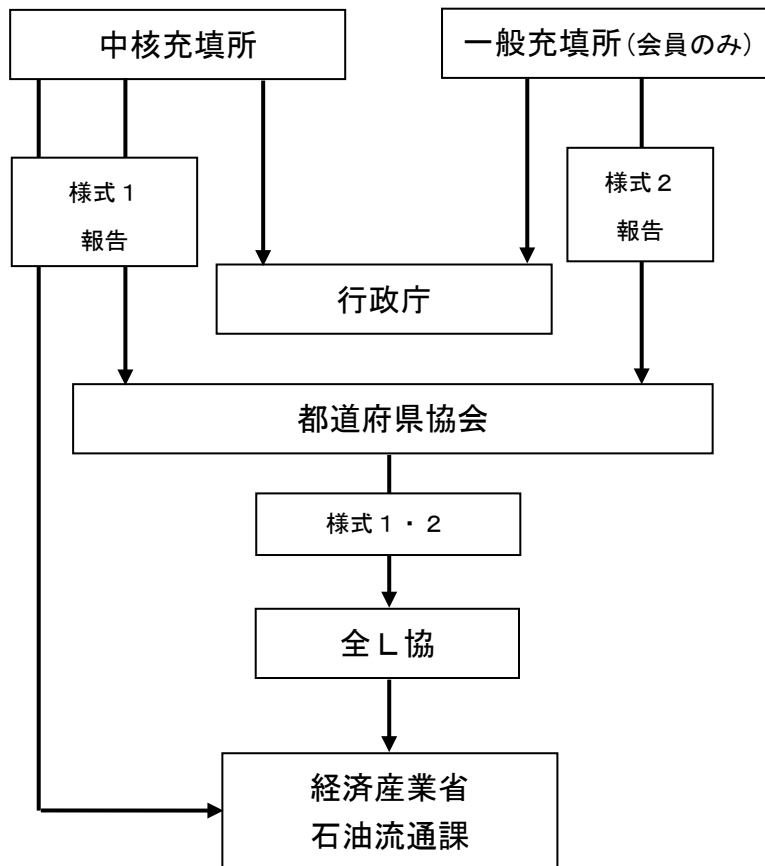 中核充填所
一般充填所(会員のみ)
様式1
報告
様式2
報告
行政庁
都道府県協会
様式1・2
全L協
経済産業省
石油流通課